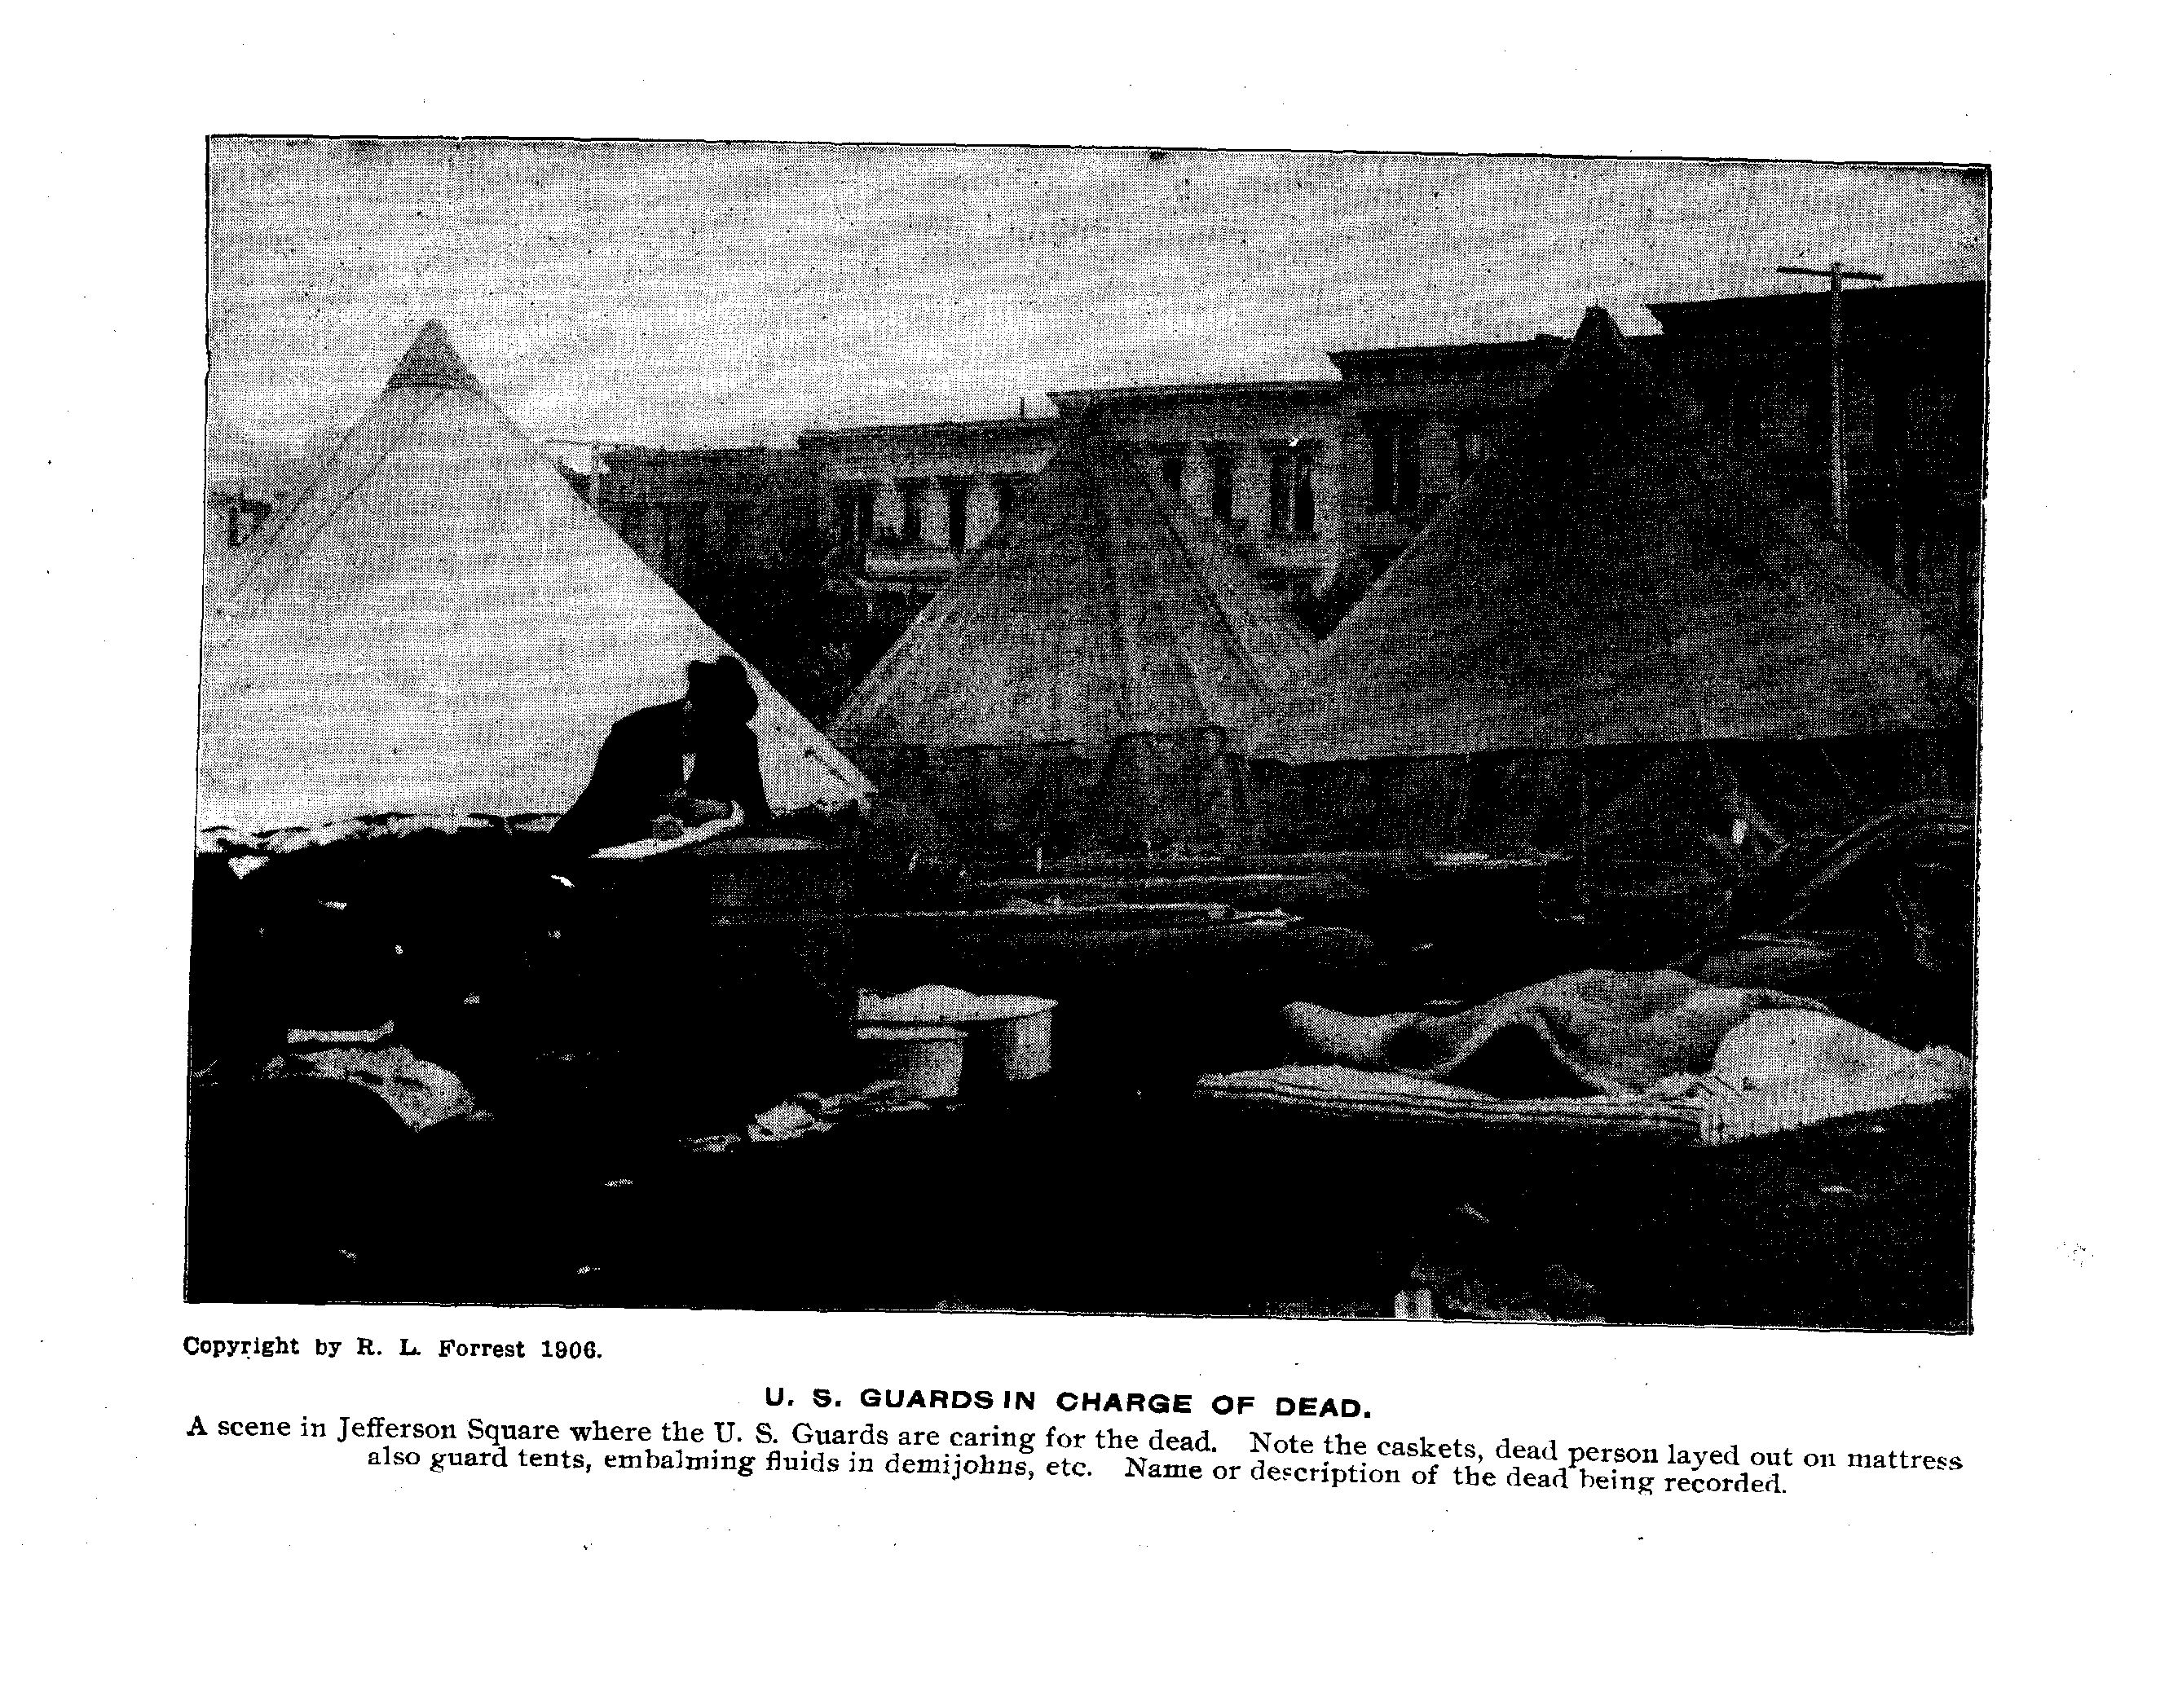 Copyright by R. L. Forrest 1906.
U. S. GUARDS IN CHARGE OF DEAD.
A scene in Jefferson Square where the U. S. Guards are caring for the dead. Note the caskets, dead person layed out on mattress
also guard tents, embalming fluids in demijohns, etc. Name or description of the dead being recorded.